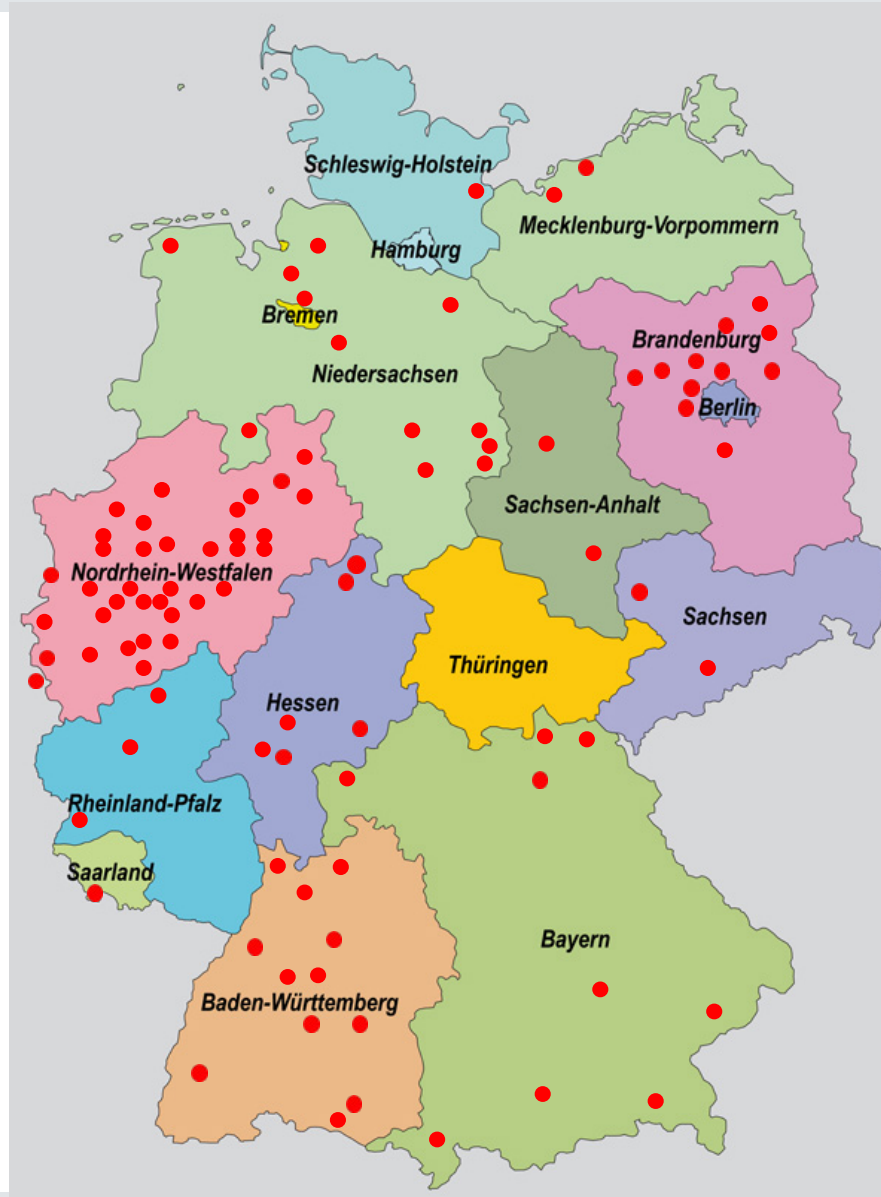 Schleswig-Holstein
Mecklenburg-Vorpommern
Hamburg
Bremen
Brandenburg
Niedersachsen
Berlin
Sachsen-Anhalt
Nordrhein-Westfalen
Sachsen
Thüringen
Hessen
Rheinland-Pfalz
Saarland
Bayern
Baden-Württemberg